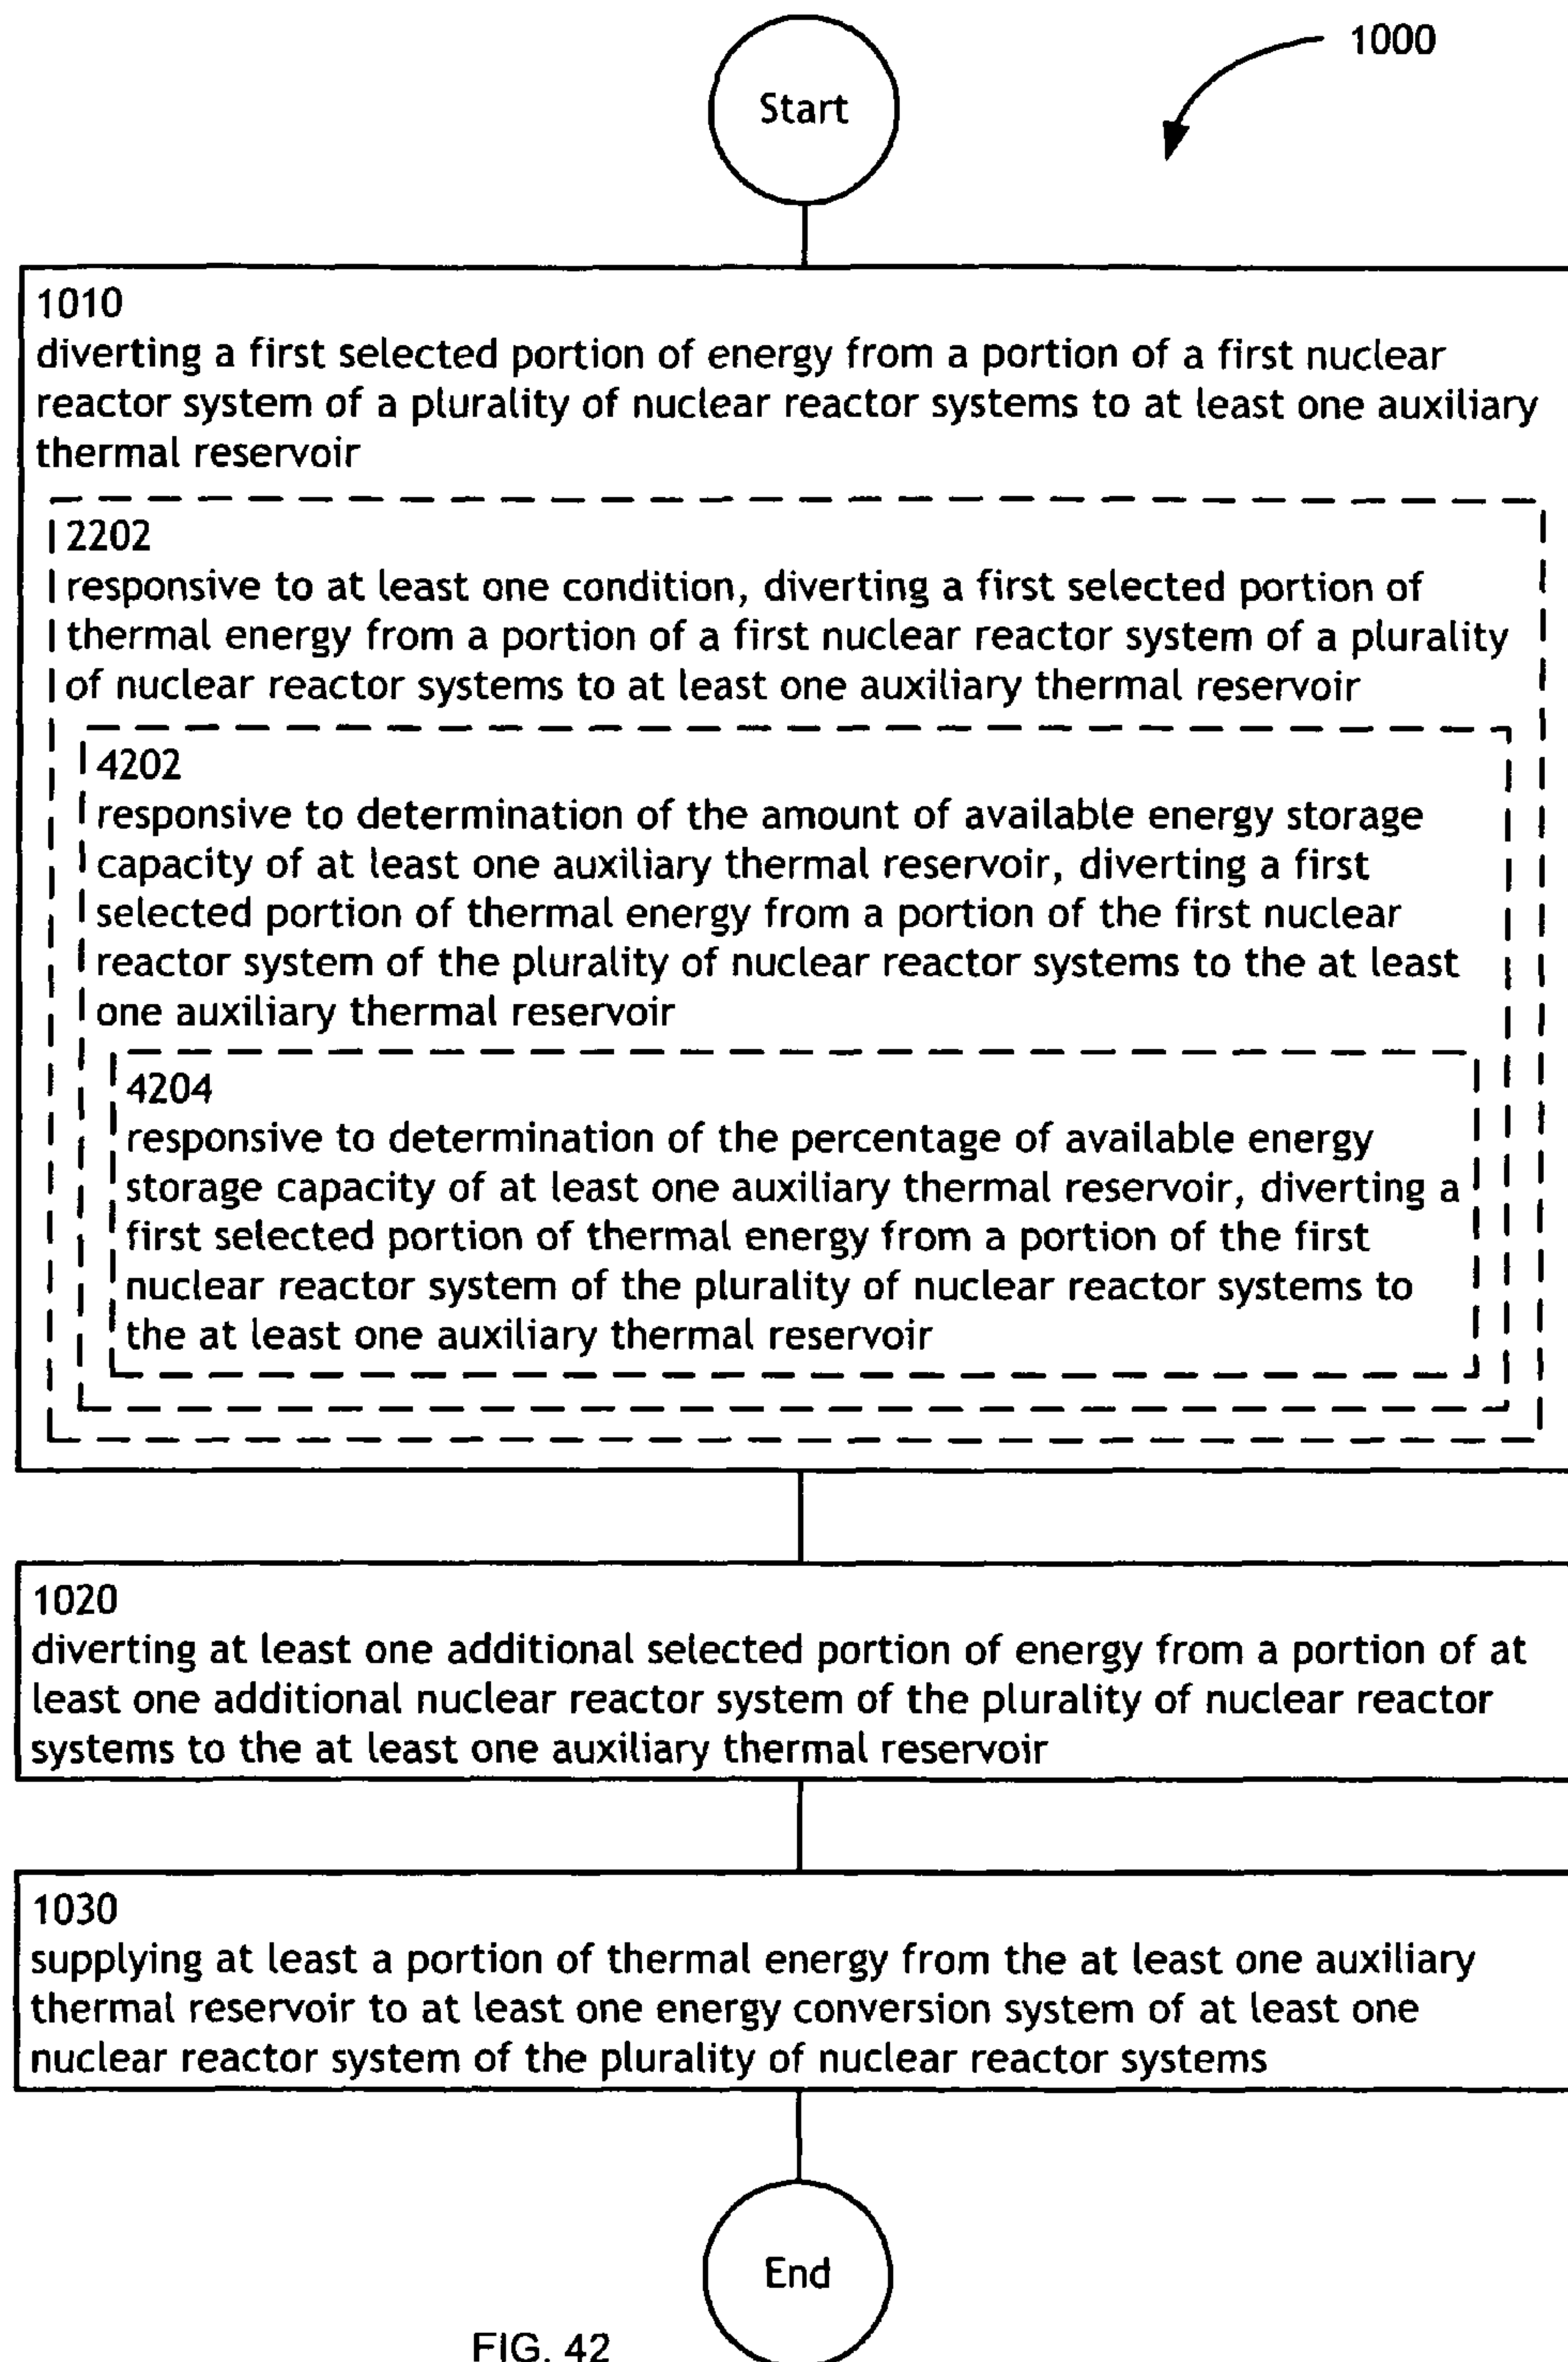 1000
Start
1010
diverting a first selected portion of energy from a portion of a first nuclear
reactor system of a plurality of nuclear reactor systems to at least one auxiliary
thermal reservoir
2202
responsive to at least one condition, diverting a first selected portion of
thermal energy from a portion of a first nuclear reactor system of a plurality
of nuclear reactor systems to at least one auxiliary thermal reservoir
4202
responsive to determination of the amount of available energy storage
capacity of at least one auxiliary thermal reservoir, diverting a first
selected portion of thermal energy from a portion of the first nuclear
reactor system of the plurality of nuclear reactor systems to the at least
one auxiliary thermal reservoir
4204
responsive to determination of the percentage of available energy
storage capacity of at least one auxiliary thermal reservoir, diverting a
first selected portion of thermal energy from a portion of the first
nuclear reactor system of the plurality of nuclear reactor systems to
the at least one auxiliary thermal reservoir
1020
diverting at least one additional selected portion of energy from a portion of at
least one additional nuclear reactor system of the plurality of nuclear reactor
systems to the at least one auxiliary thermal reservoir
1030
supplying at least a portion of thermal energy from the at least one auxiliary
thermal reservoir to at least one energy conversion system of at least one
nuclear reactor system of the plurality of nuclear reactor systems
End
FIG. 42